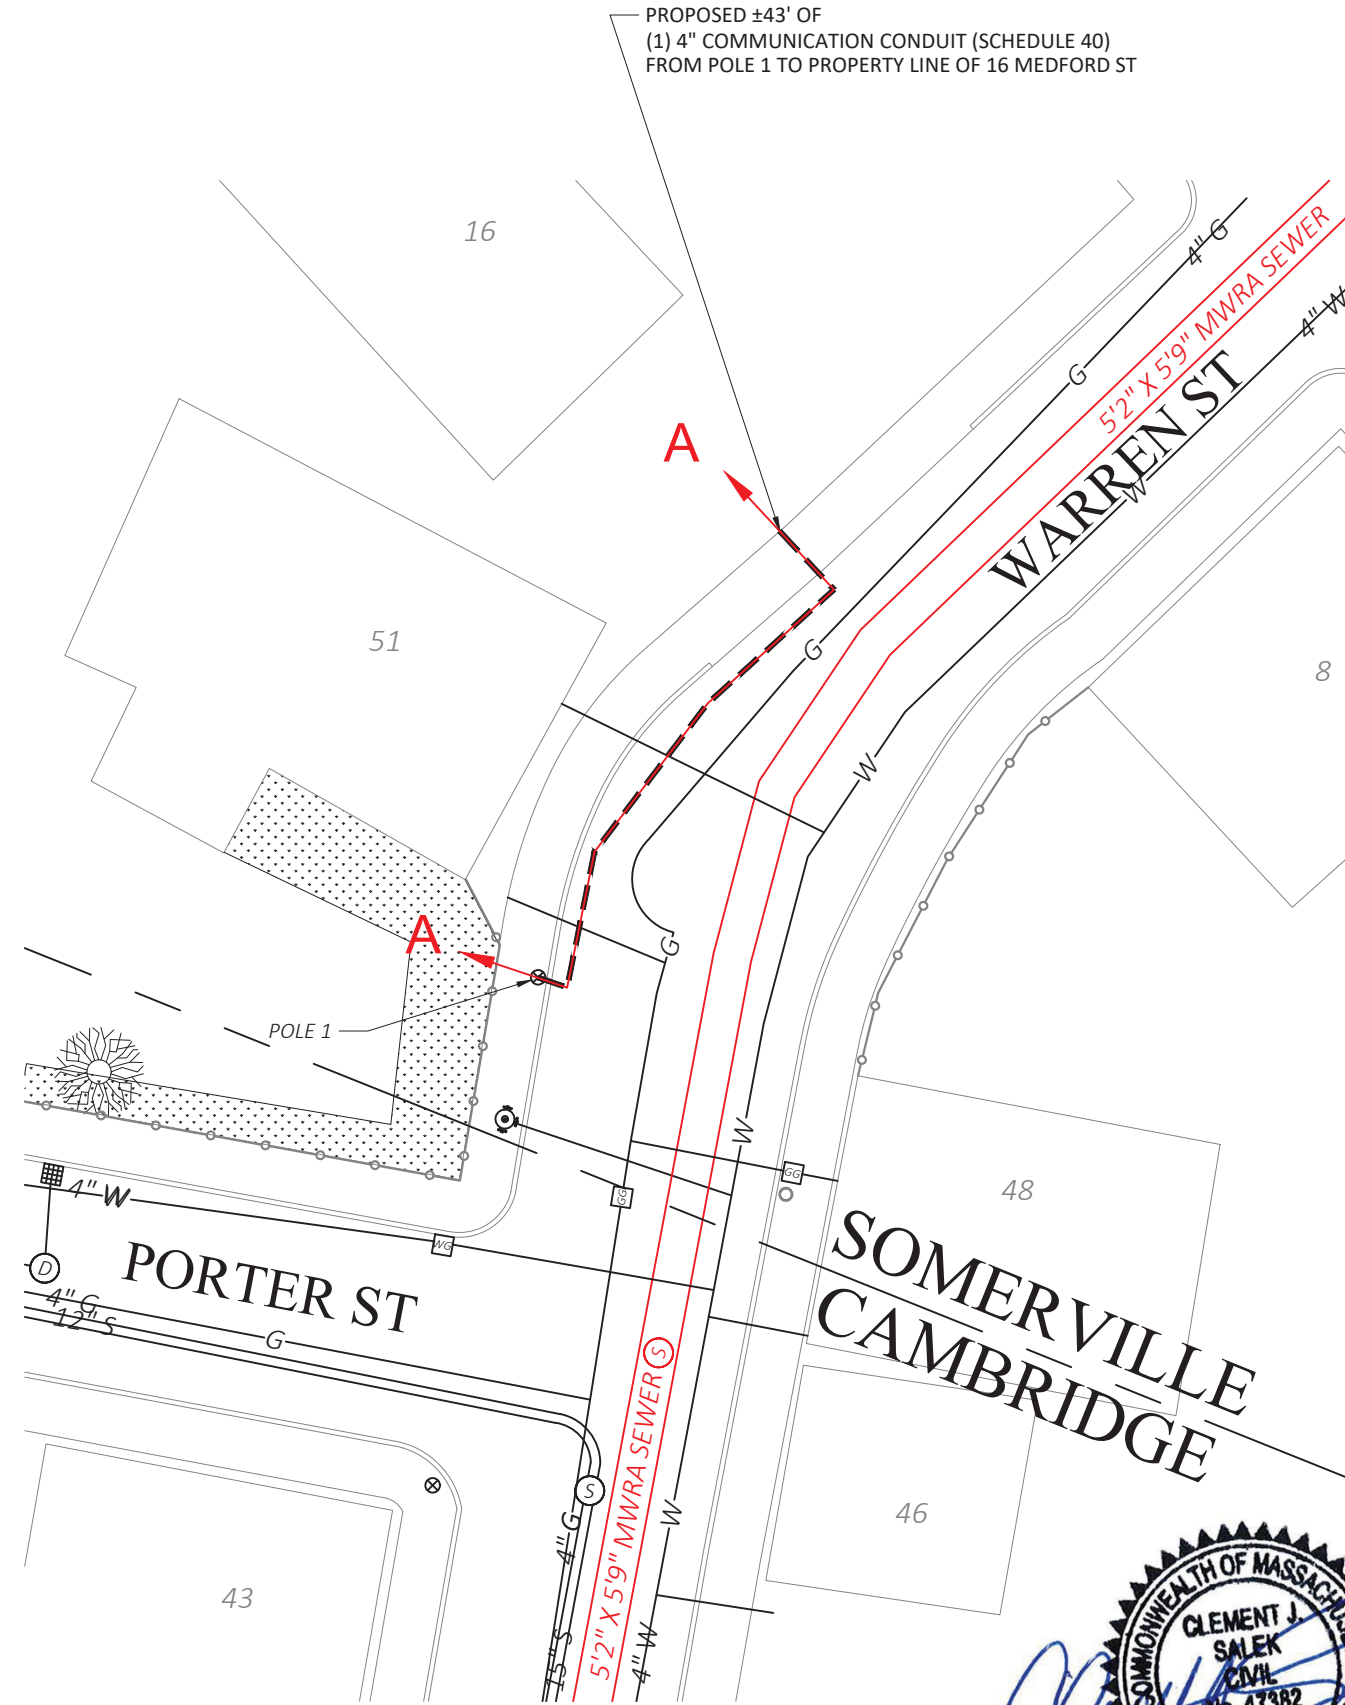 PROPOSED ±43' OF
(1) 4" COMMUNICATION CONDUIT (SCHEDULE 40)
FROM POLE 1 TO PROPERTY LINE OF 16 MEDFORD ST
16
4" G
5'2" X 5'9" MWRA SEWER
4" W
G
A
WARREN ST
W
51
G
8
W
A
G
POLE 1
W
GG
48
GG
4" W
WG
D
PORTER ST
SOMERVILLE
CAMBRIDGE
4" G
12" S
G
S
5'2" X 5'9" MWRA SEWER
S
W
46
4" G
43
15" S
4" W
COMMONWEALTH OF MASSACHUS
CLEMENT J.
SALEK
CIVIL
47382